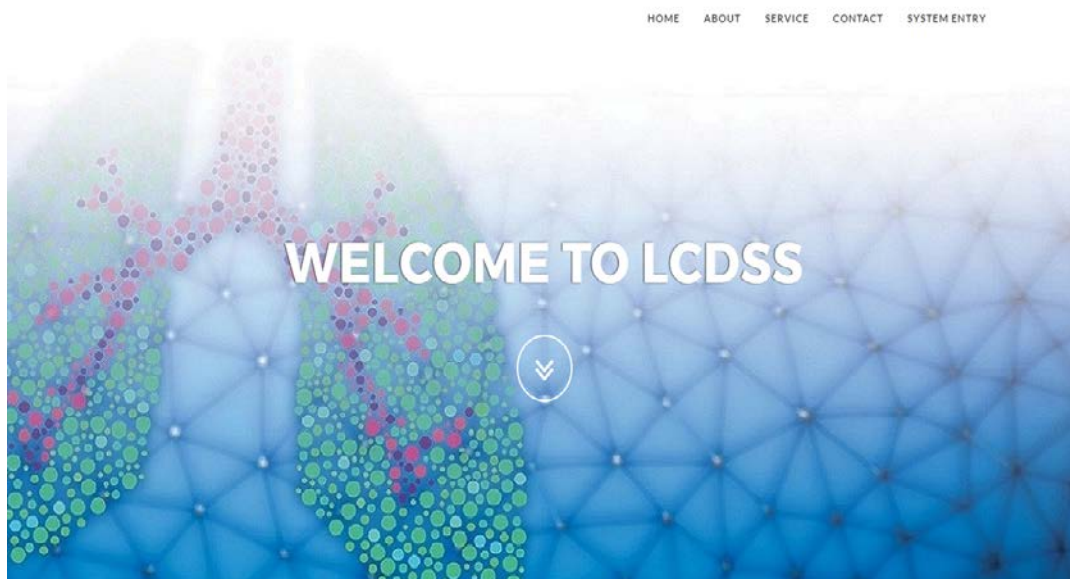 HOME ABOUT SERVICE CONTACT SYSTEM ENTRY
WELCOME TO LCDSS